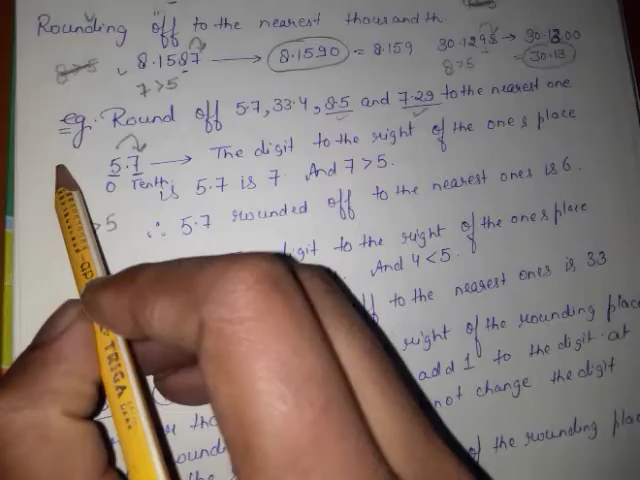 Rounding off to the nearest thousandth.
8>5 8.1587 → 8.1590 = 8.159 30.1298 → 30.1300
7>5 8>5 = 30.13
eg. Round off 5.7, 33.4, 8.5 and 7.29 to the nearest one
5.7 → The digit to the right of the ones place
O Tenth is 5.7 is 7. And 7>5.
>5 ∴ 5.7 rounded off to the nearest ones is 6.
digit to the right of the ones place
And 4<5.
to the nearest ones is 33
right of the rounding place
add 1 to the digit at
not change the digit
of the rounding place